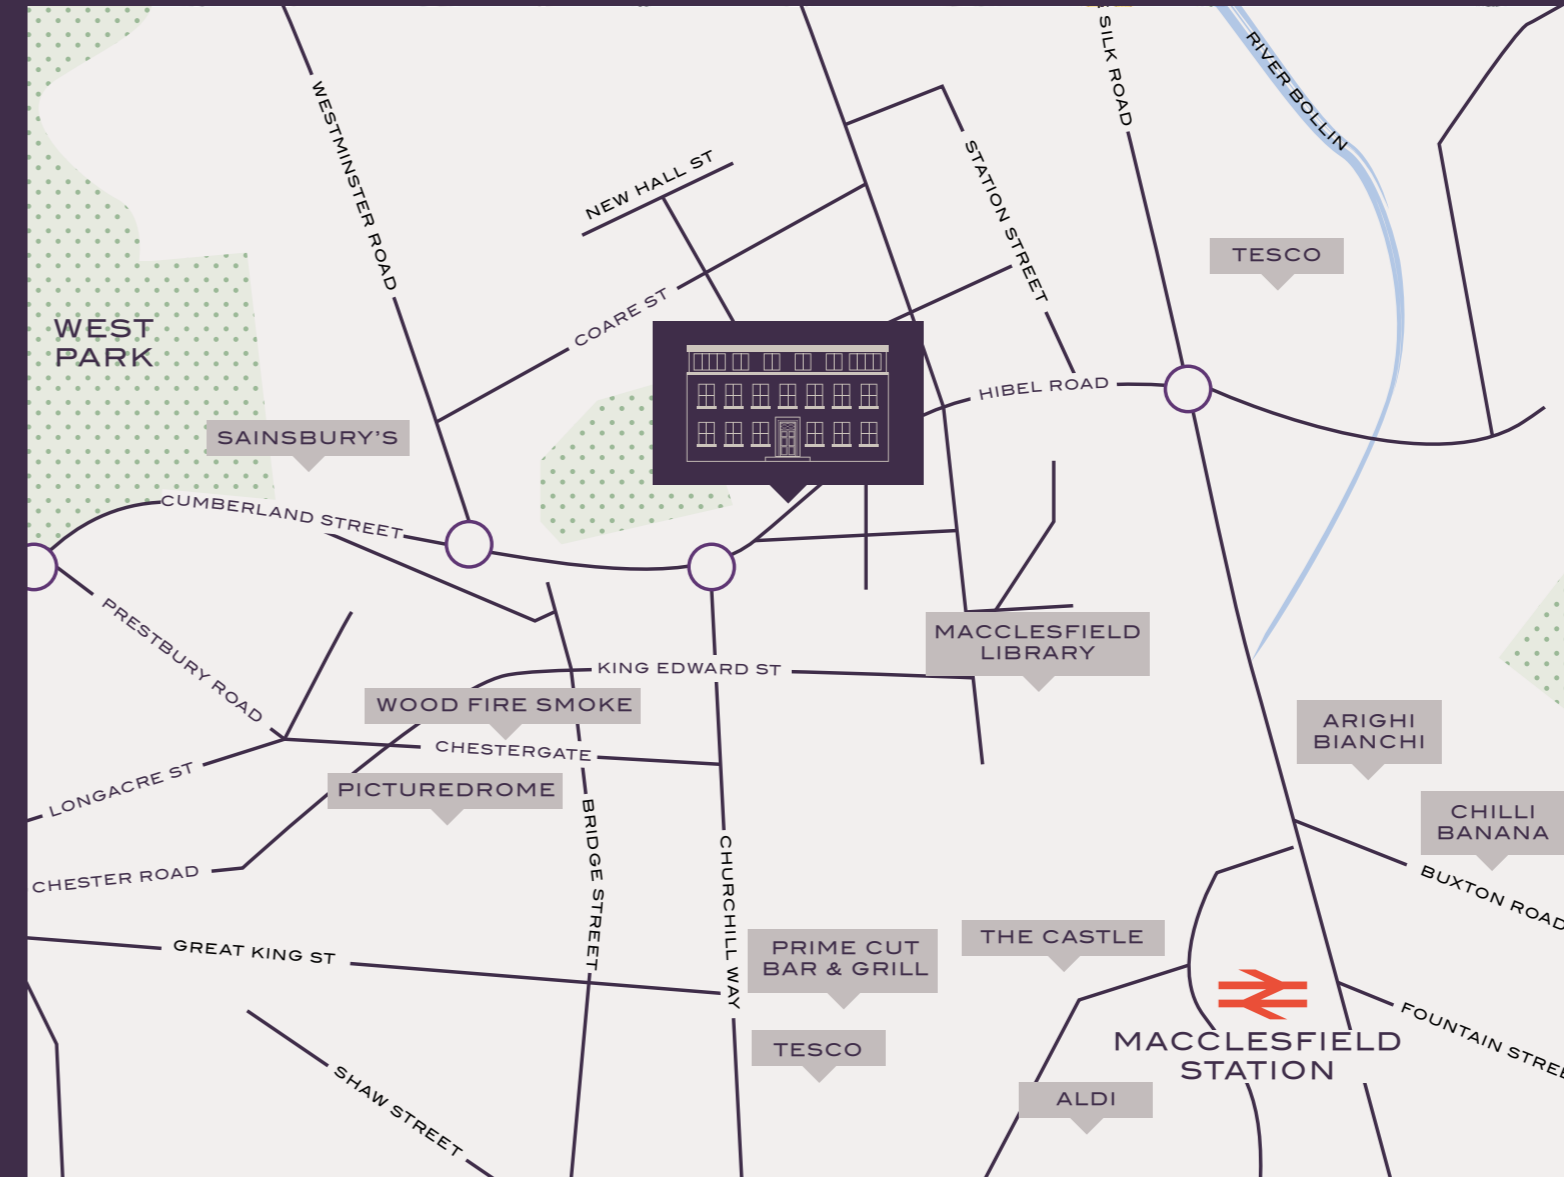 SILK ROAD
RIVER BOLLIN
WESTMINSTER ROAD
NEW HALL ST
STATION STREET
TESCO
COARE ST
WEST
PARK
HIBEL ROAD
SAINSBURY'S
CUMBERLAND STREET
PRESTBURY ROAD
MACCLESFIELD
LIBRARY
KING EDWARD ST
WOOD FIRE SMOKE
CHESTERGATE
ARIGHI
BIANCHI
LONGACRE ST
PICTUREDROME
CHILLI
BANANA
BRIDGE STREET
CHURCHILL WAY
CHESTER ROAD
BUXTON ROAD
GREAT KING ST
PRIME CUT
BAR & GRILL
THE CASTLE
FOUNTAIN STREE
MACCLESFIELD
STATION
TESCO
SHAW STREET
ALDI